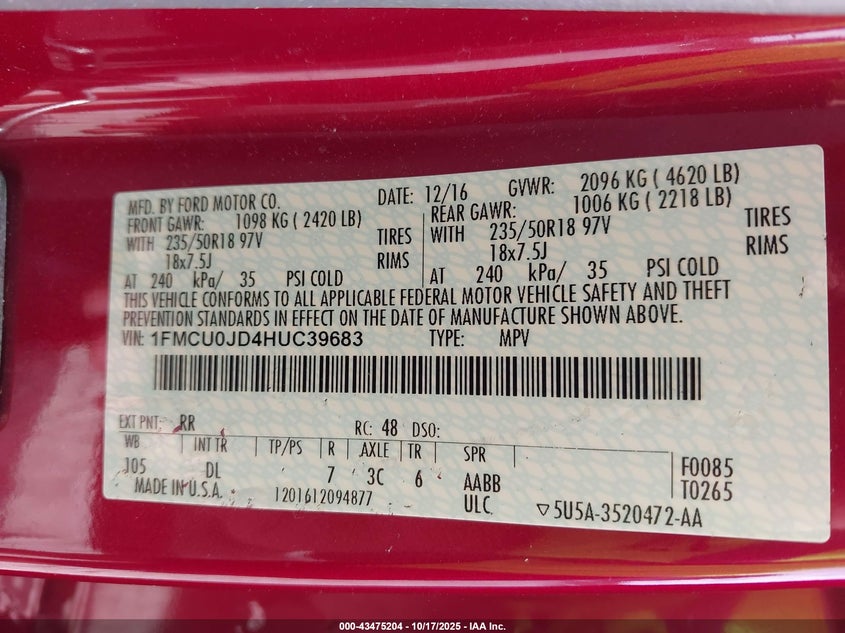 MFD. BY FORD MOTOR CO. DATE: 12/16 GVWR: 2096 KG ( 4620 LB)
FRONT GAWR: 1098 KG ( 2420 LB) REAR GAWR: 1006 KG ( 2218 LB)
WITH 235/50R18 97V TIRES WITH 235/50R18 97V TIRES
18x7.5J RIMS 18x7.5J RIMS
AT 240 kPa/ 35 PSI COLD AT 240 kPa/ 35 PSI COLD
THIS VEHICLE CONFORMS TO ALL APPLICABLE FEDERAL MOTOR VEHICLE SAFETY AND THEFT
PREVENTION STANDARDS IN EFFECT ON THE DATE OF MANUFACTURE SHOWN ABOVE.
VIN: 1FMCU0JD4HUC39683 TYPE: MPV
EXT PNT: RR RC: 48 DSO:
WB INT TR TP/PS R AXLE TR SPR
105 DL 7 3C 6 AABB F0085
MADE IN U.S.A. 1201612094877 ULC T0265
▽5U5A-3520472-AA
000-43475204 - 10/17/2025 - IAA Inc.